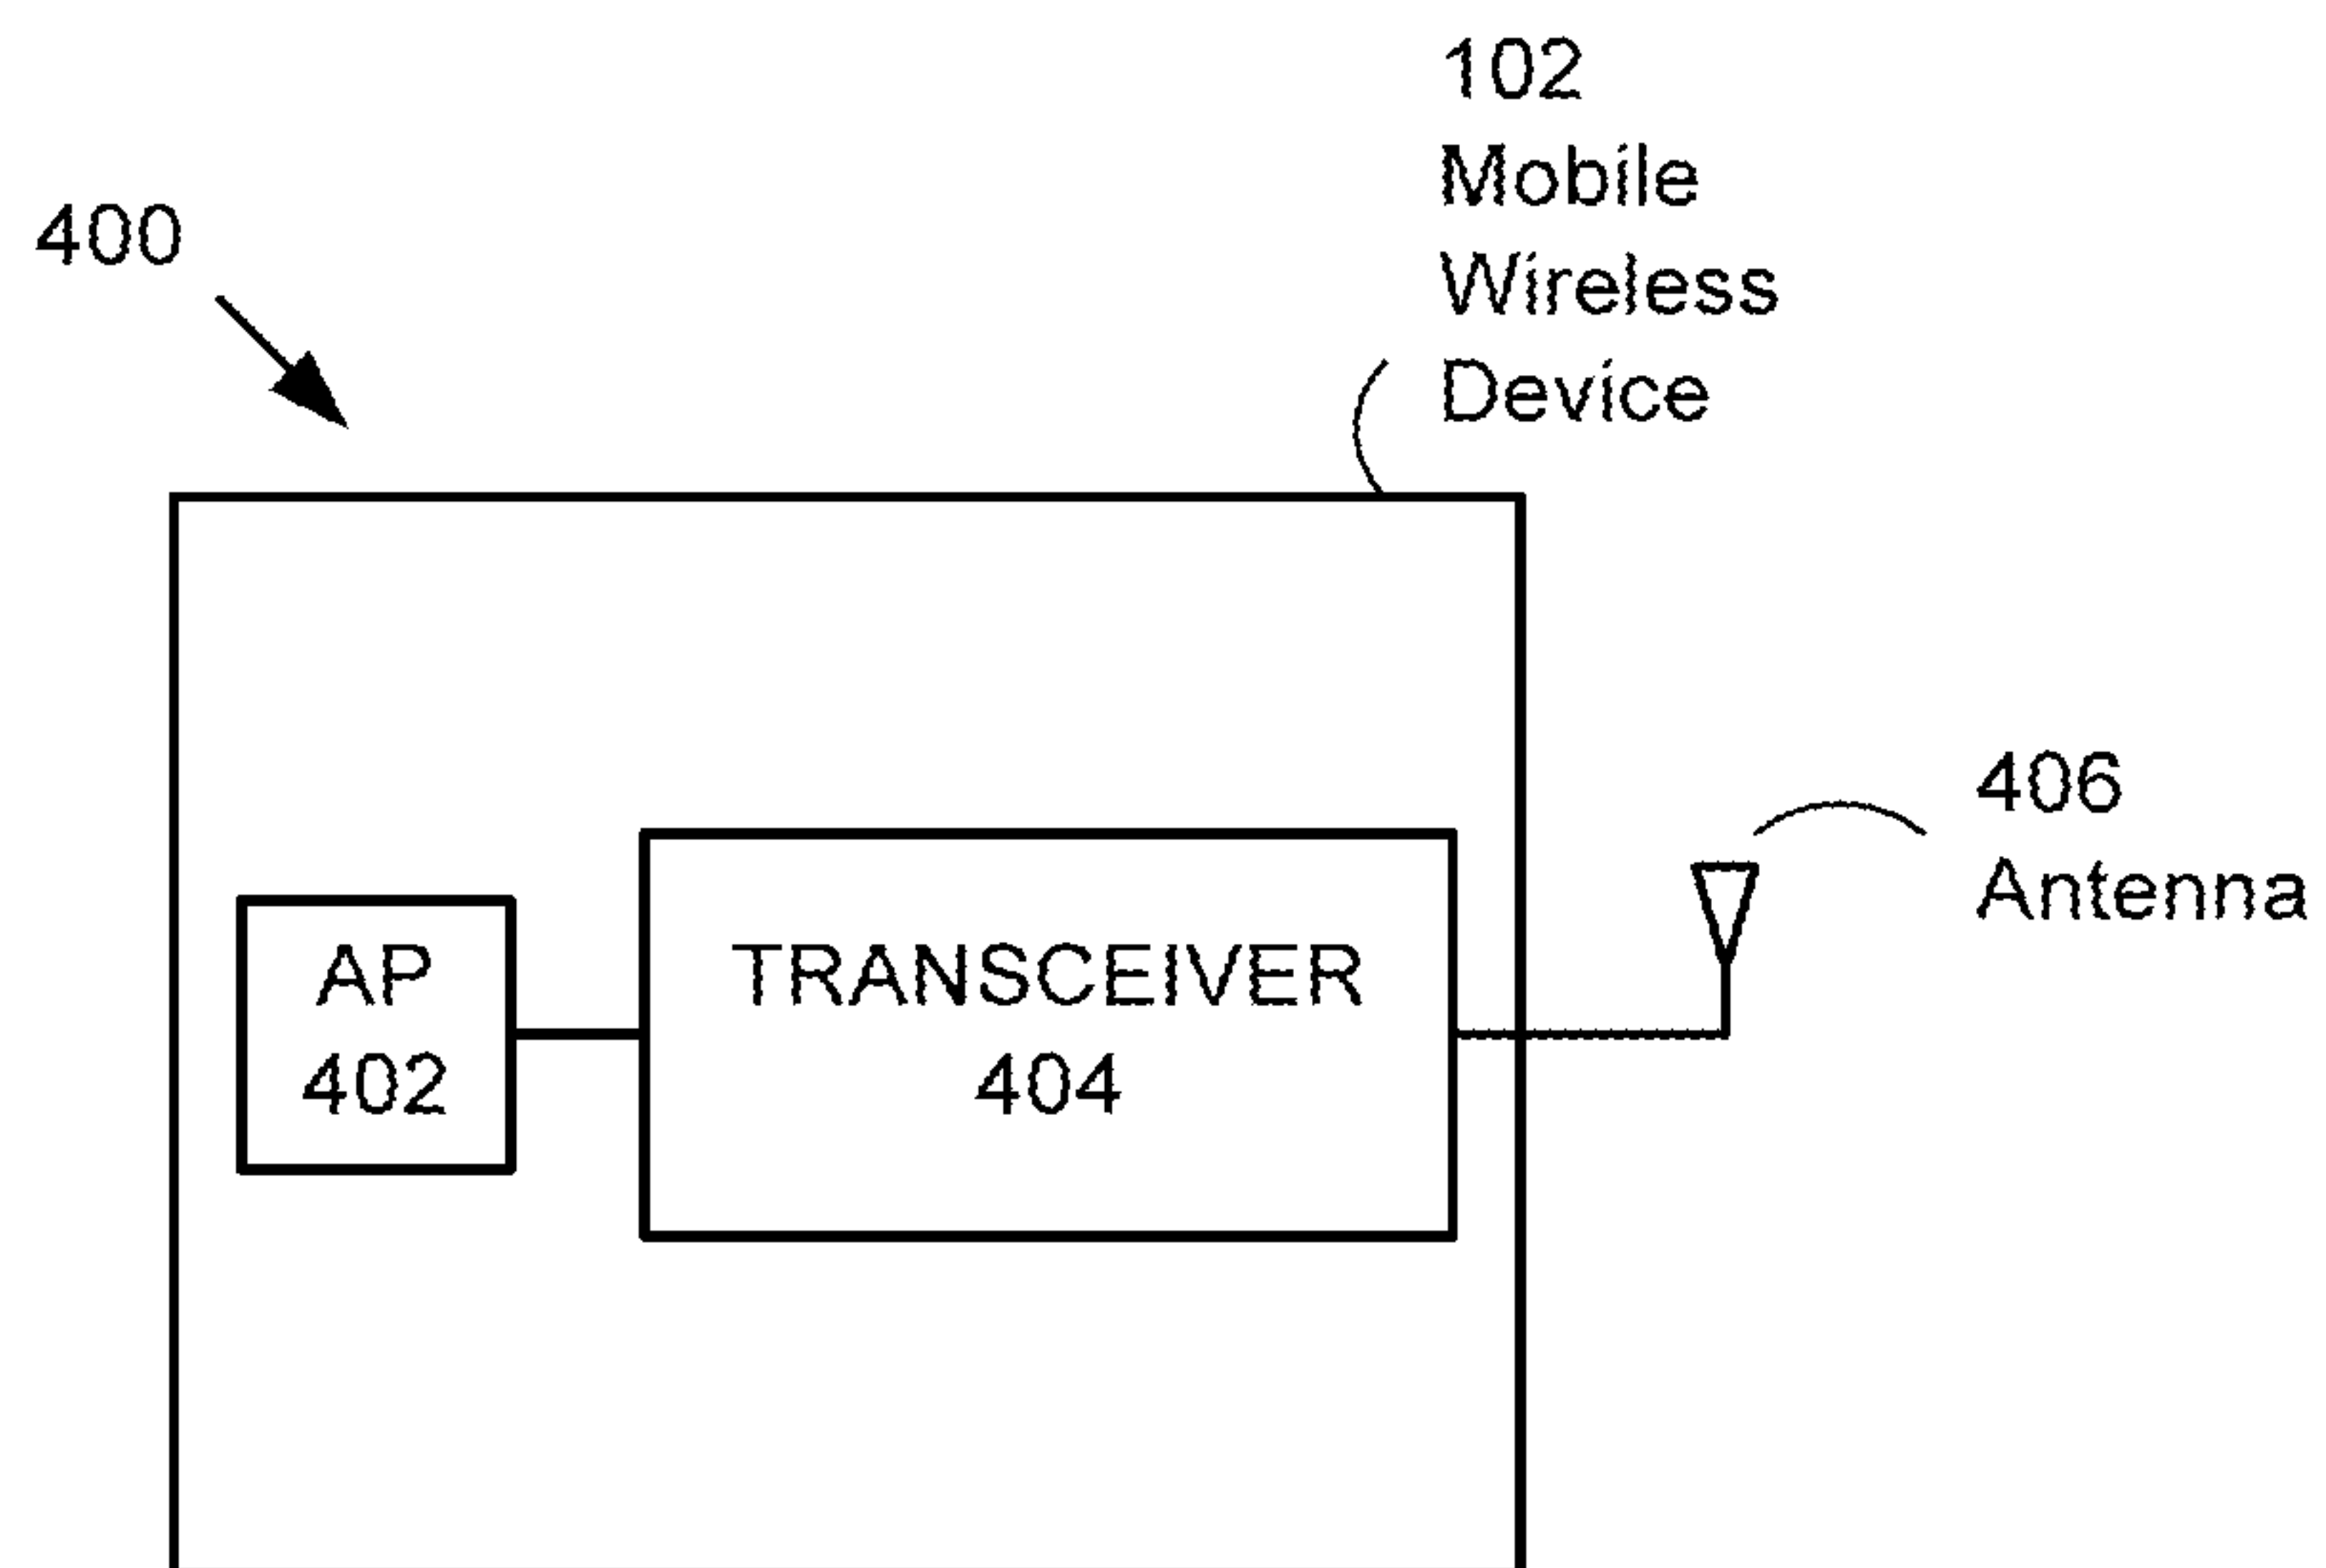 102
Mobile
Wireless
Device
400
406
Antenna
AP
402
TRANSCEIVER
404